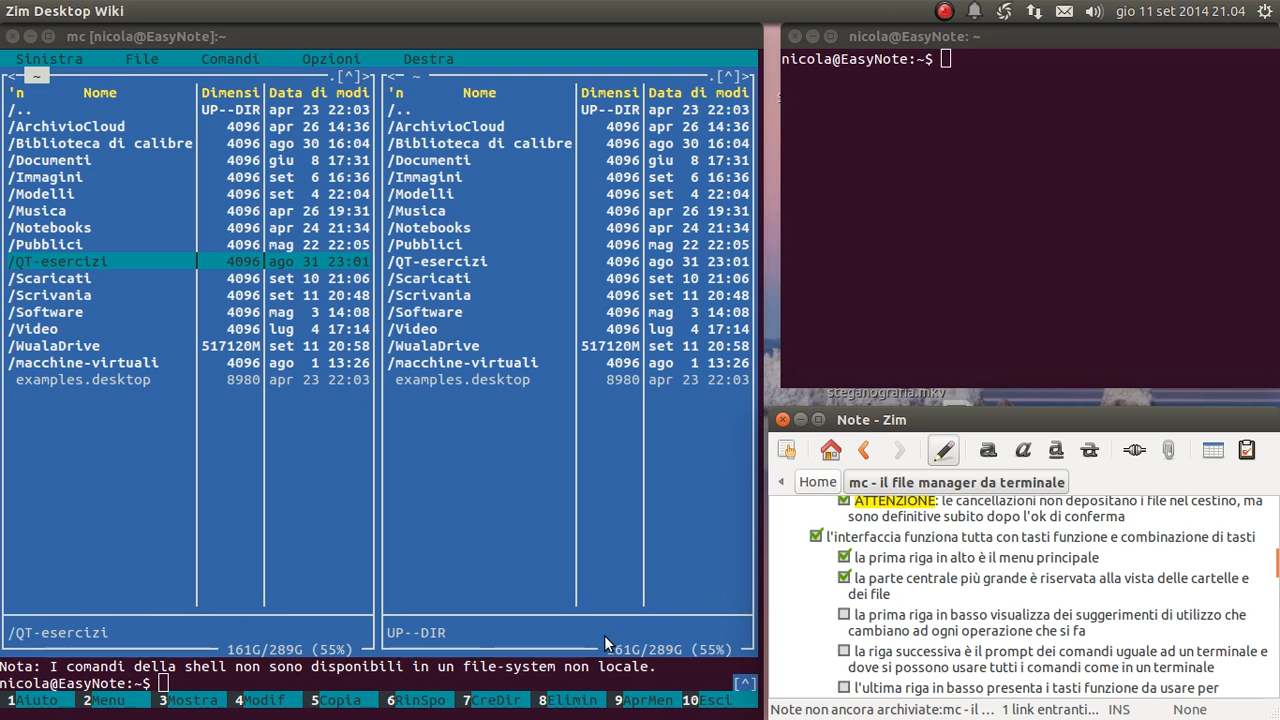 Zim Desktop Wiki
gio 11 set 2014 21.04
mc [nicola@EasyNote]:~
Sinistra File Comandi Opzioni Destra
<─ ~ ─.[^]>
'n Nome Dimensi Data di modi
/.. UP--DIR apr 23 22:03
/ArchivioCloud 4096 apr 26 14:36
/Biblioteca di calibre 4096 ago 30 16:04
/Documenti 4096 giu 8 17:31
/Immagini 4096 set 6 16:36
/Modelli 4096 set 4 22:04
/Musica 4096 apr 26 19:31
/Notebooks 4096 apr 24 21:34
/Pubblici 4096 mag 22 22:05
/QT-esercizi 4096 ago 31 23:01
/Scaricati 4096 set 10 21:06
/Scrivania 4096 set 11 20:48
/Software 4096 mag 3 14:08
/Video 4096 lug 4 17:14
/WualaDrive 517120M set 11 20:58
/macchine-virtuali 4096 ago 1 13:26
examples.desktop 8980 apr 23 22:03
/QT-esercizi
161G/289G (55%)
<─ ~ ─.[^]>
'n Nome Dimensi Data di modi
/.. UP--DIR apr 23 22:03
/ArchivioCloud 4096 apr 26 14:36
/Biblioteca di calibre 4096 ago 30 16:04
/Documenti 4096 giu 8 17:31
/Immagini 4096 set 6 16:36
/Modelli 4096 set 4 22:04
/Musica 4096 apr 26 19:31
/Notebooks 4096 apr 24 21:34
/Pubblici 4096 mag 22 22:05
/QT-esercizi 4096 ago 31 23:01
/Scaricati 4096 set 10 21:06
/Scrivania 4096 set 11 20:48
/Software 4096 mag 3 14:08
/Video 4096 lug 4 17:14
/WualaDrive 517120M set 11 20:58
/macchine-virtuali 4096 ago 1 13:26
examples.desktop 8980 apr 23 22:03
UP--DIR
161G/289G (55%)
Nota: I comandi della shell non sono disponibili in un file-system non locale.
nicola@EasyNote:~$ [^]
1Aiuto 2Menu 3Mostra 4Modif 5Copia 6RinSpo 7CreDir 8Elimin 9AprMen 10Esci
nicola@EasyNote: ~
nicola@EasyNote:~$
steganografia.mkv
Note - Zim
Home mc - il file manager da terminale
ATTENZIONE: le cancellazioni non depositano i file nel cestino, ma
sono definitive subito dopo l'ok di conferma
l'interfaccia funziona tutta con tasti funzione e combinazione di tasti
la prima riga in alto è il menu principale
la parte centrale più grande è riservata alla vista delle cartelle e
dei file
la prima riga in basso visualizza dei suggerimenti di utilizzo che
cambiano ad ogni operazione che si fa
la riga successiva è il prompt dei comandi uguale ad un terminale e
dove si possono usare tutti i comandi come in un terminale
l'ultima riga in basso presenta i tasti funzione da usare per
Note non ancora archiviate:mc - il ... 1 link entranti... INS None